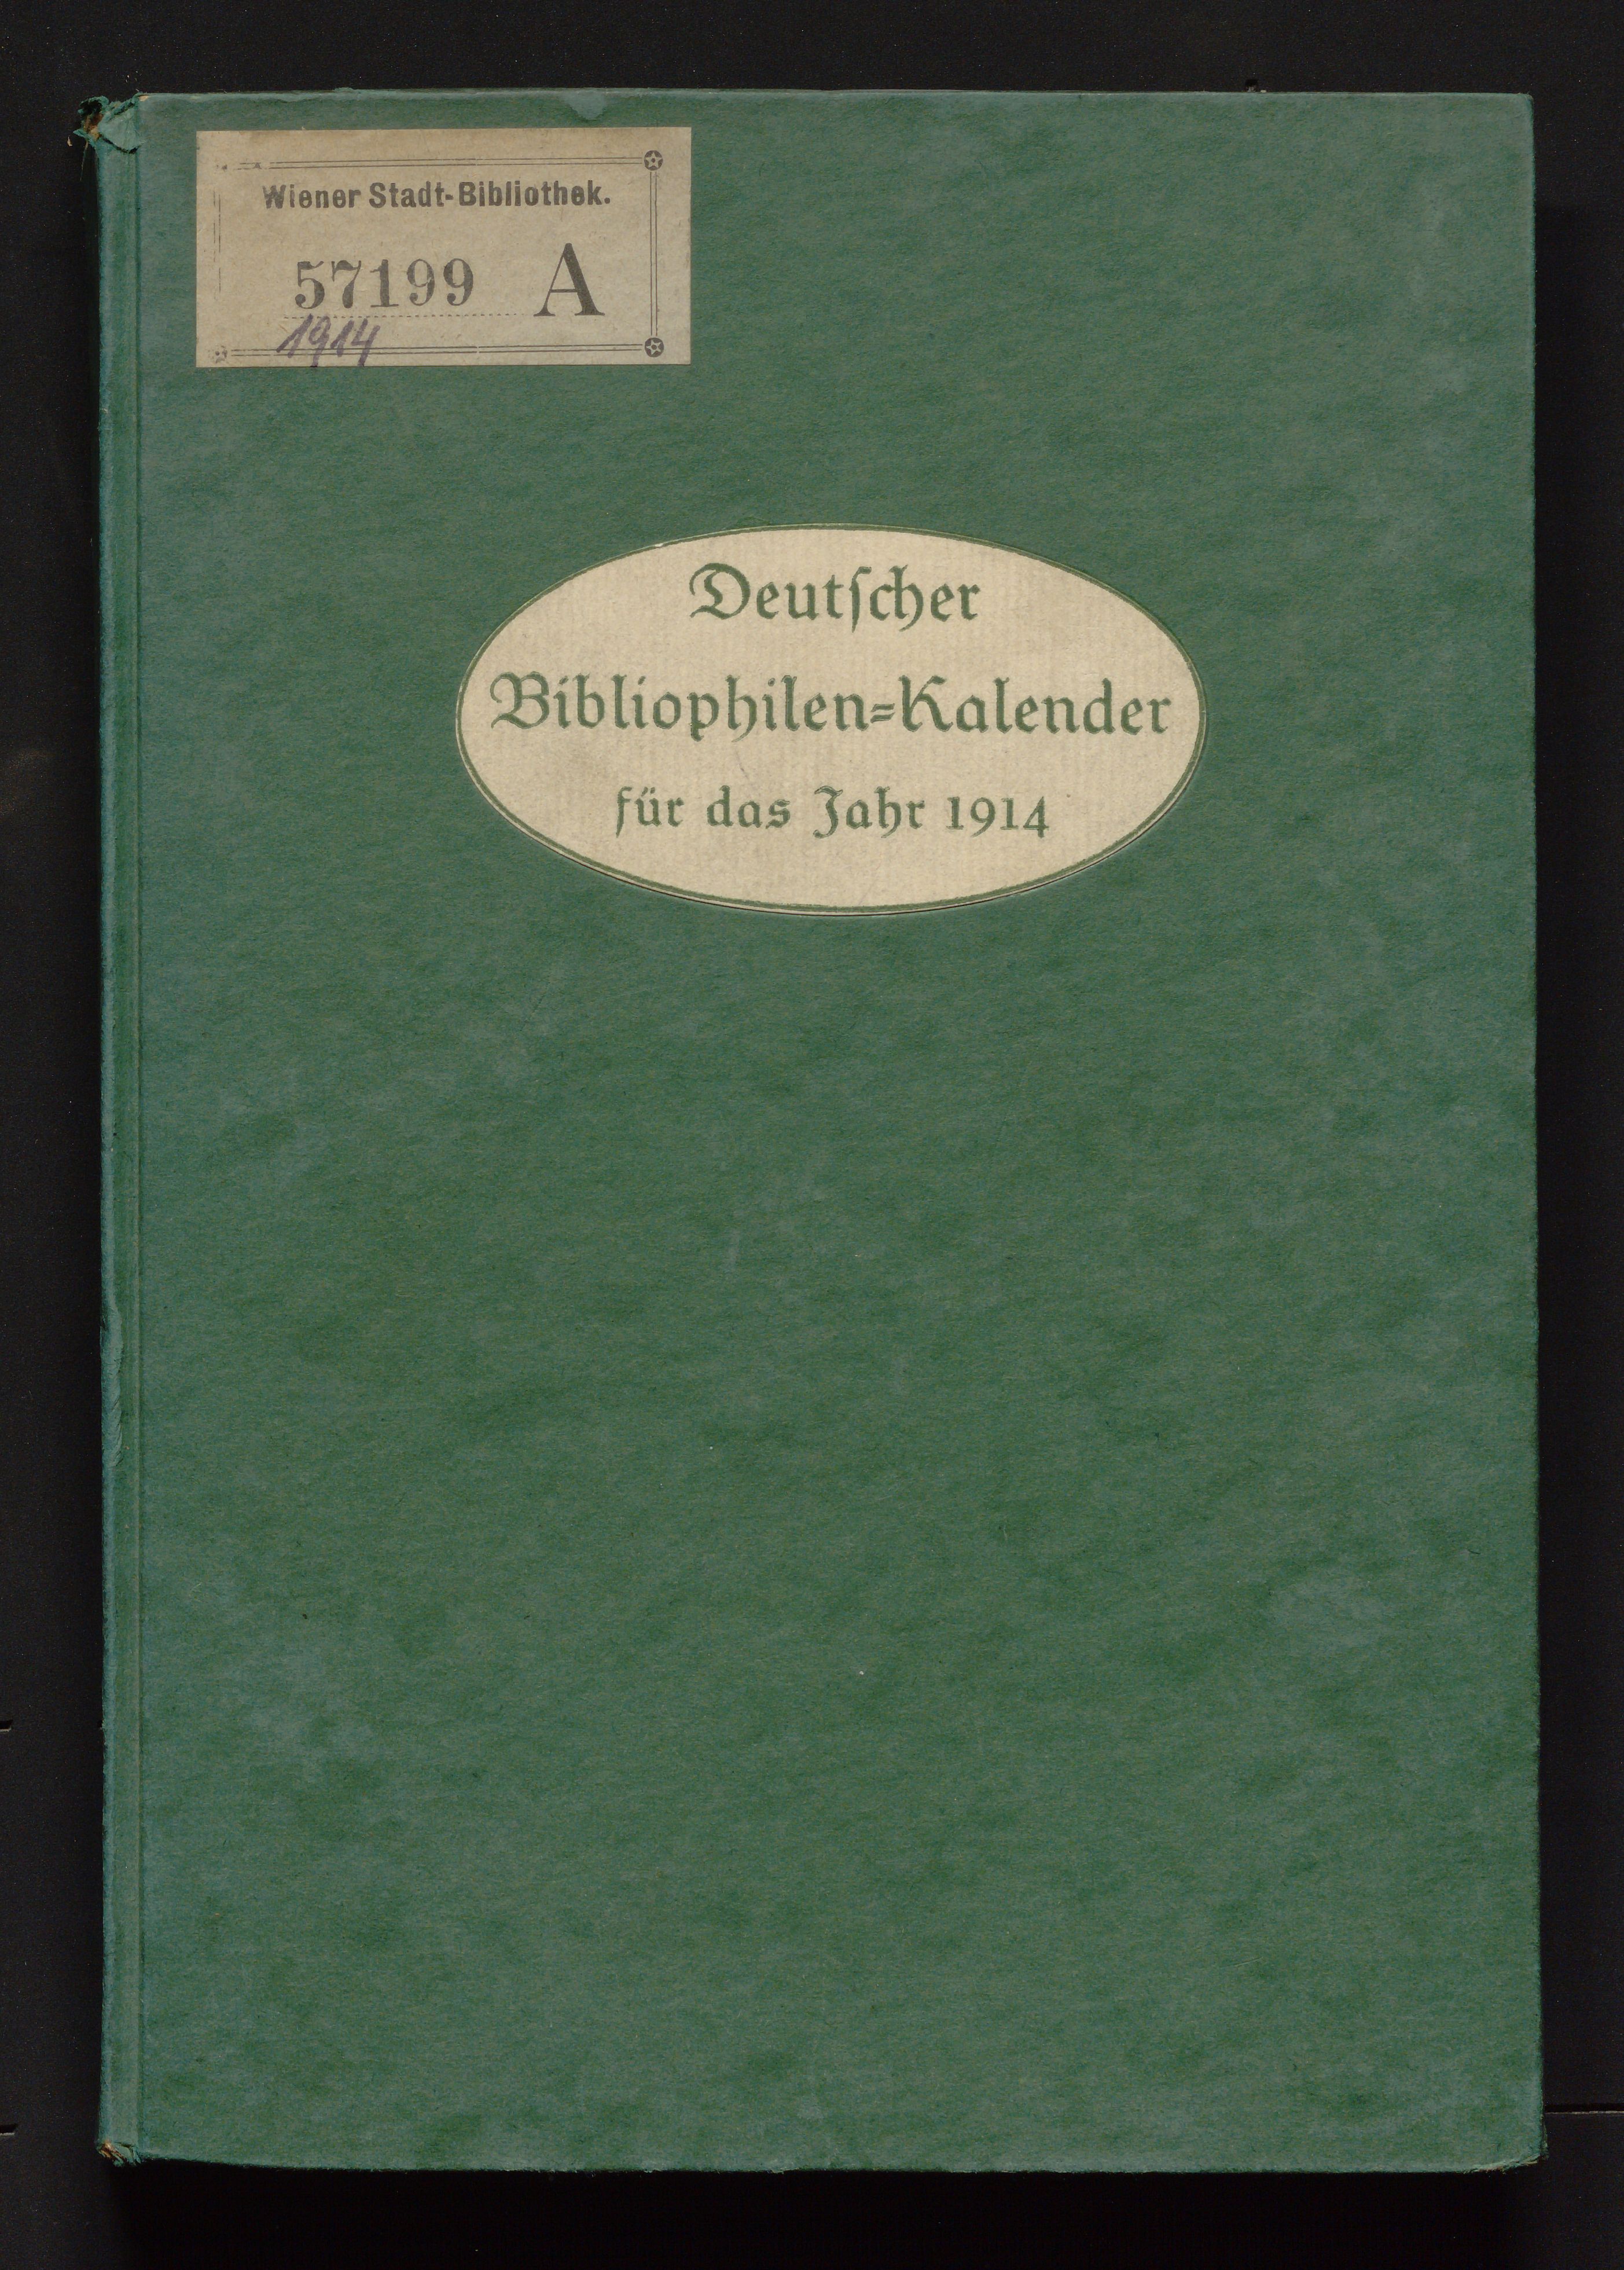 Wiener Stadt-Bibliothek.
57199 A
1914
Deutſcher
Bibliophilen=Kalender
für das Jahr 1914